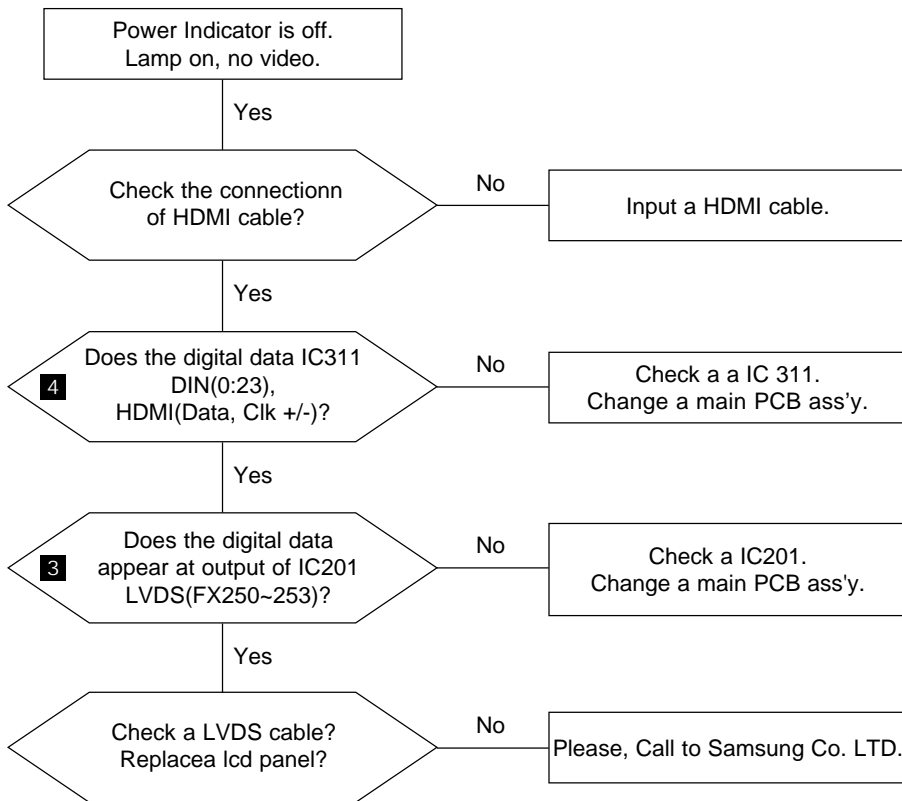 Power Indicator is off.
Lamp on, no video.
Yes
Check the connectionn
of HDMI cable?
No
Input a HDMI cable.
Yes
4
Does the digital data IC311
DIN(0:23),
HDMI(Data, Clk +/-)?
No
Check a a IC 311.
Change a main PCB ass’y.
Yes
3
Does the digital data
appear at output of IC201
LVDS(FX250~253)?
No
Check a IC201.
Change a main PCB ass'y.
Yes
Check a LVDS cable?
Replacea lcd panel?
No
Please, Call to Samsung Co. LTD.